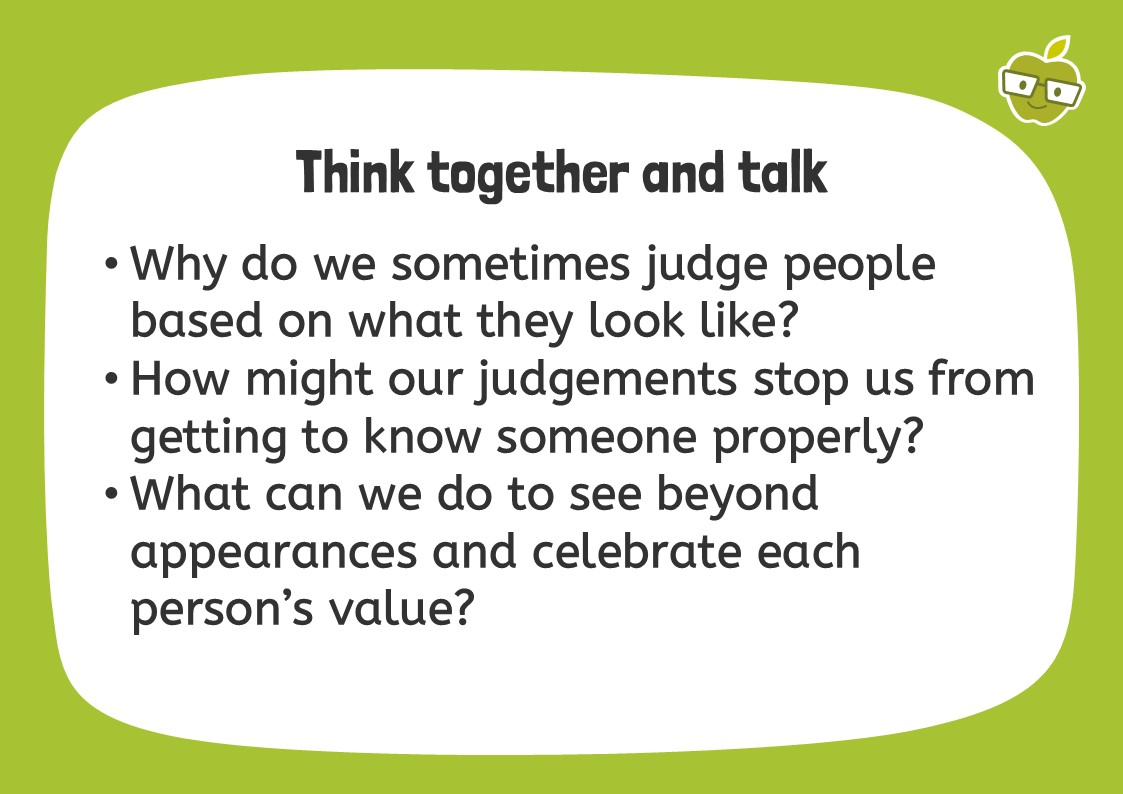 Think together and talk
• Why do we sometimes judge people
based on what they look like?
• How might our judgements stop us from
getting to know someone properly?
• What can we do to see beyond
appearances and celebrate each
person’s value?